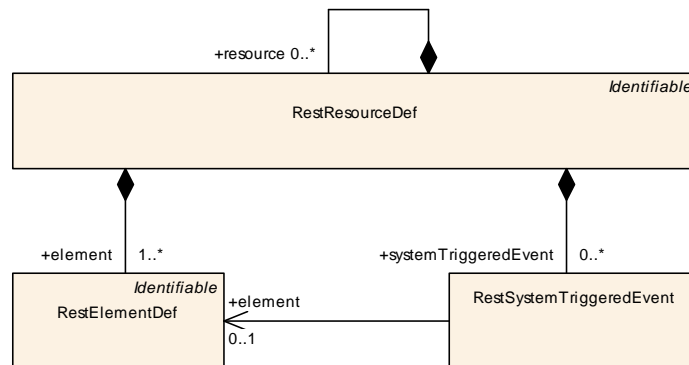 +resource 0..*
Identifiable
RestResourceDef
+element 1..*
+systemTriggeredEvent 0..*
Identifiable
RestElementDef
+element
0..1
RestSystemTriggeredEvent